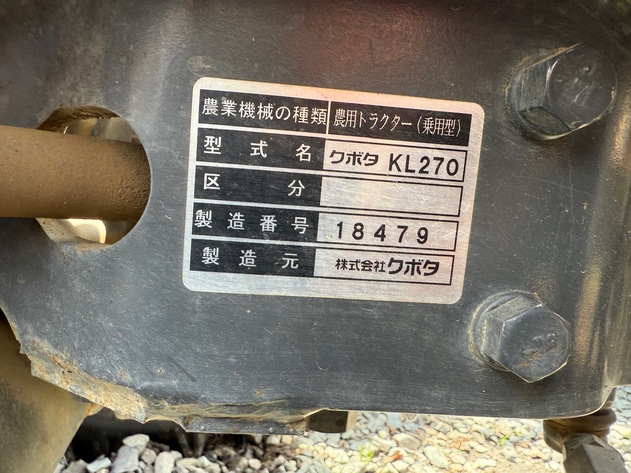 農業機械の種類 農用トラクター(乗用型)
型式名 クボタ KL270
区分
製造番号 18479
製造元 株式会社クボタ